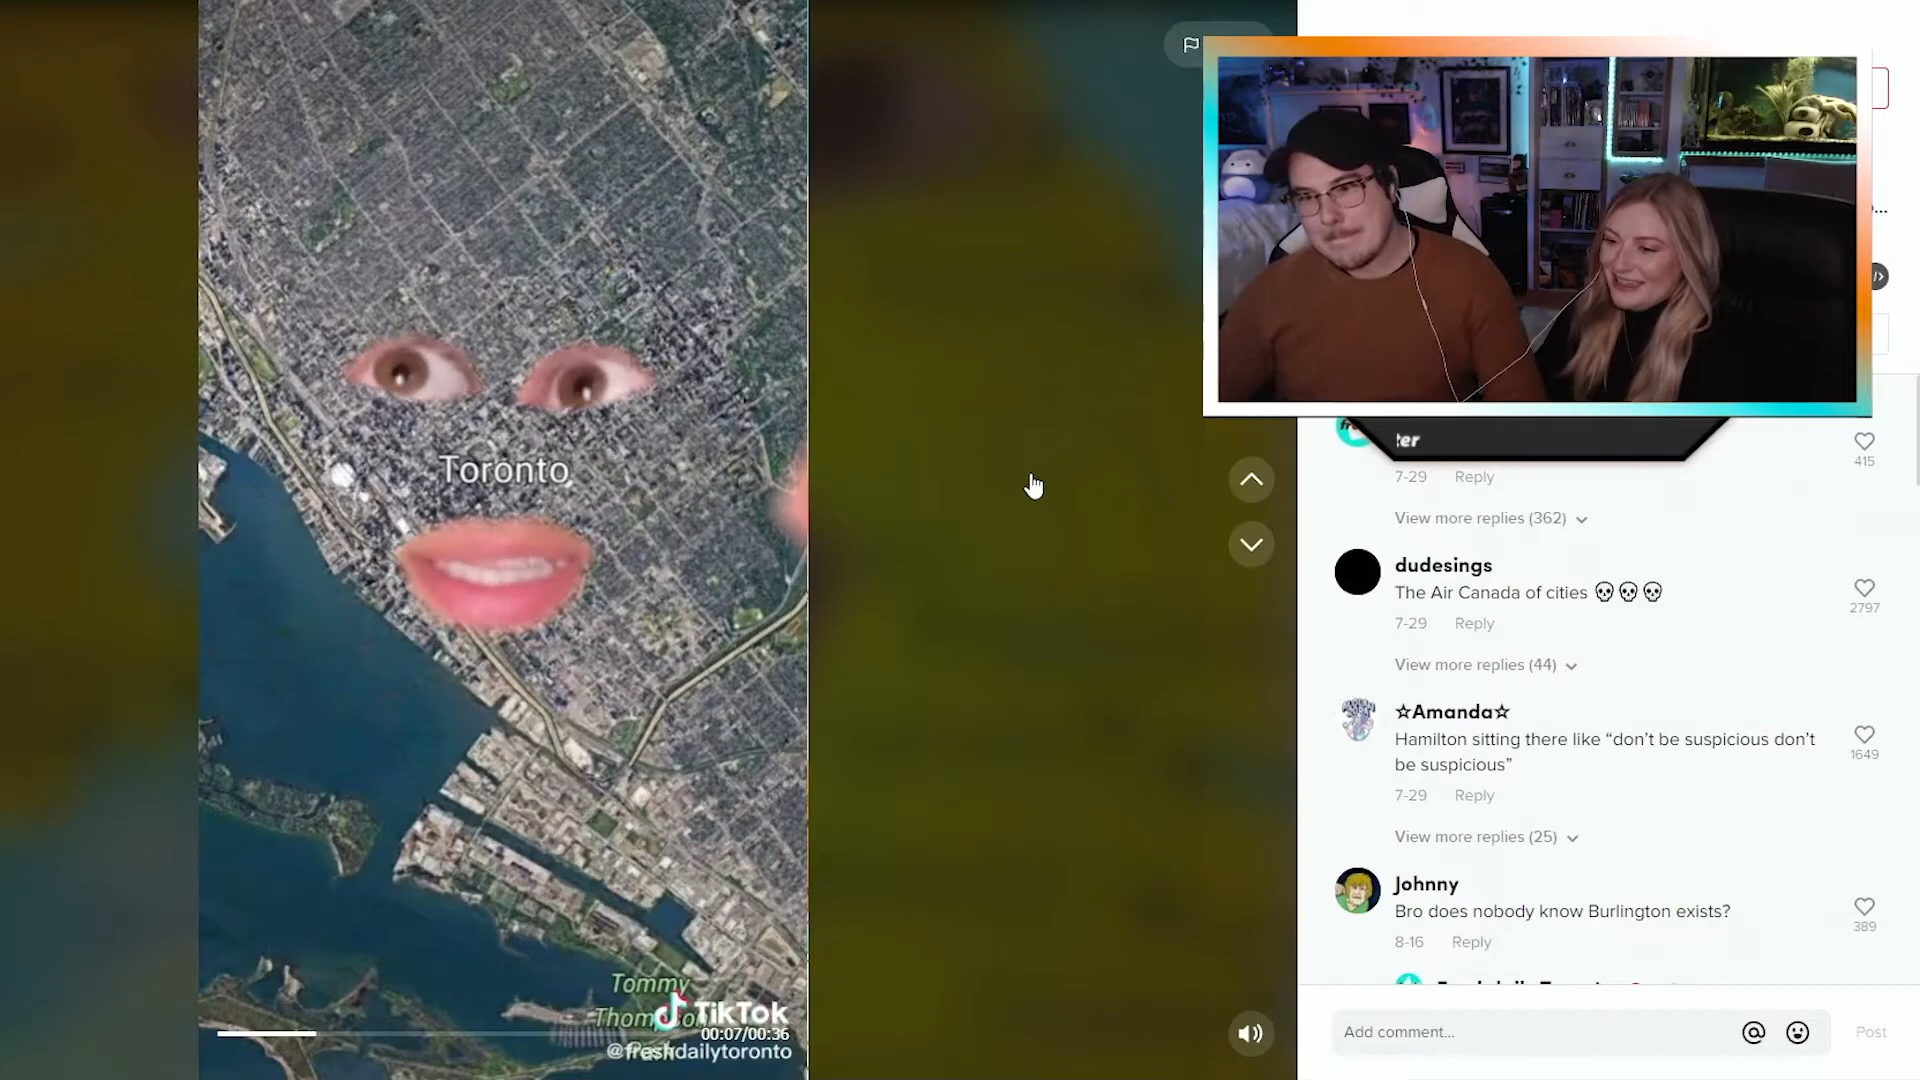 Toronto
Tommy
TikTok
00:07/00:36
@freshdailytoronto
ter
415
7-29 Reply
View more replies (362)
dudesings
The Air Canada of cities 💀💀💀
2797
7-29 Reply
View more replies (44)
☆Amanda☆
Hamilton sitting there like “don’t be suspicious don’t
be suspicious”
1649
7-29 Reply
View more replies (25)
Johnny
Bro does nobody know Burlington exists?
389
8-16 Reply
Add comment...
Post